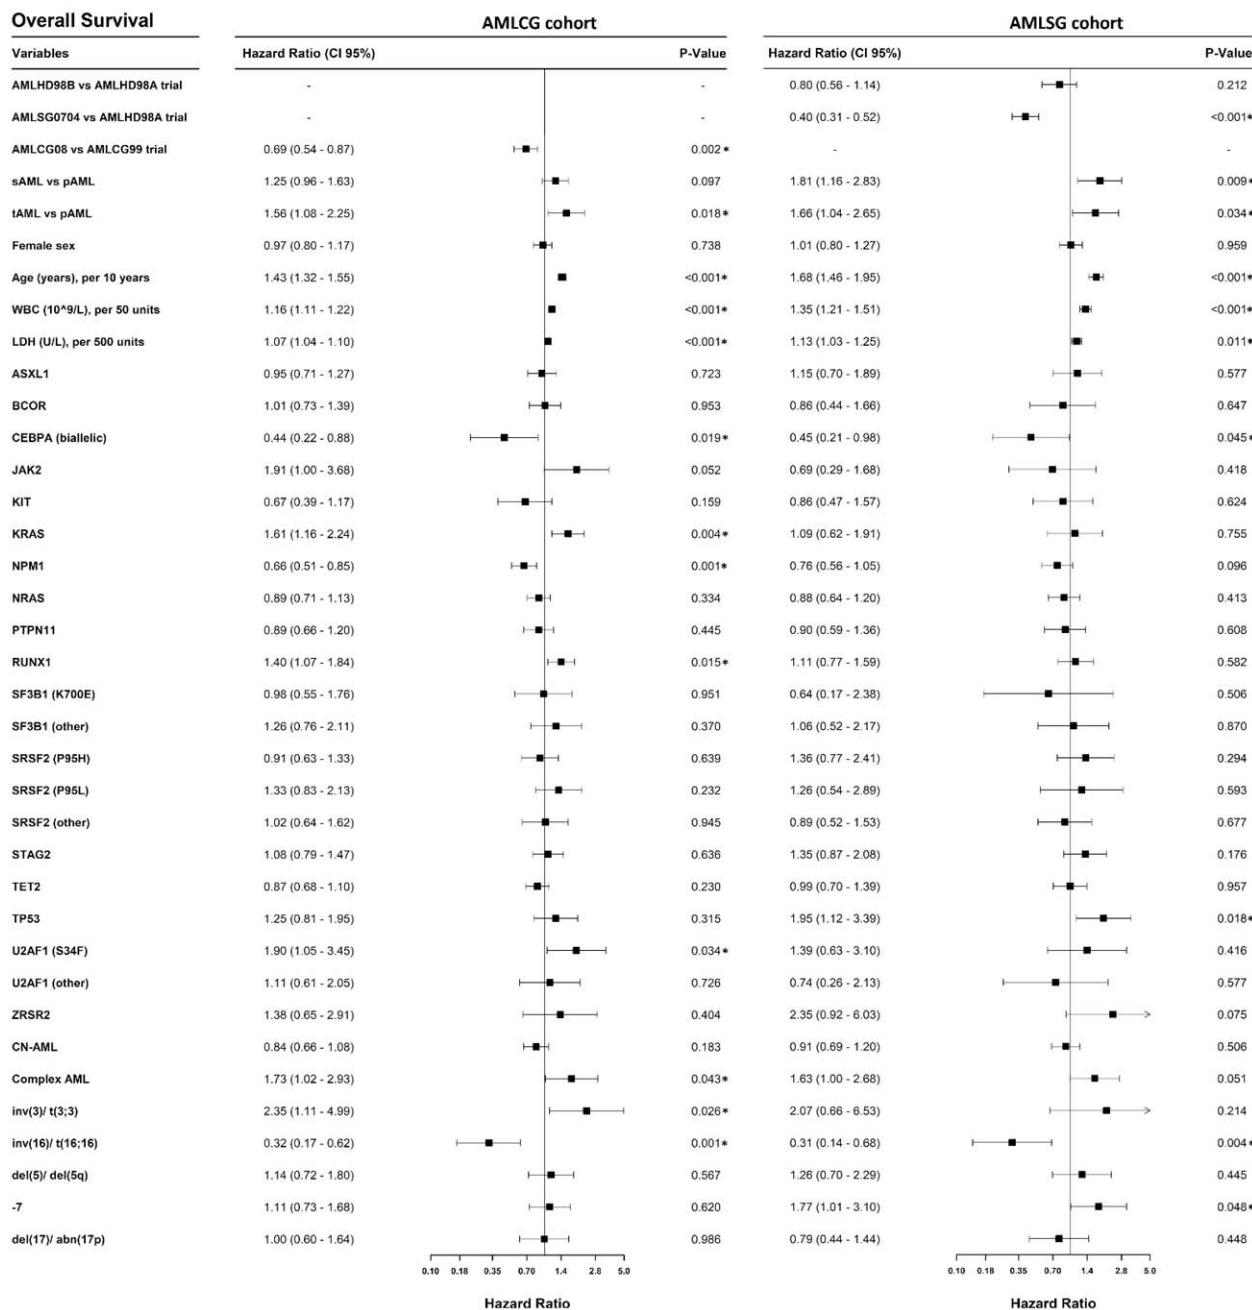 Overall Survival AMLCG cohort AMLSG cohort
Variables Hazard Ratio (CI 95%) P-Value Hazard Ratio (CI 95%) P-Value
AMLHD98B vs AMLHD98A trial - - 0.80 (0.56 - 1.14) 0.212
AMLSG0704 vs AMLHD98A trial - - 0.40 (0.31 - 0.52) <0.001*
AMLCG08 vs AMLCG99 trial 0.69 (0.54 - 0.87) 0.002* - -
sAML vs pAML 1.25 (0.96 - 1.63) 0.097 1.81 (1.16 - 2.83) 0.009*
tAML vs pAML 1.56 (1.08 - 2.25) 0.018* 1.66 (1.04 - 2.65) 0.034*
Female sex 0.97 (0.80 - 1.17) 0.738 1.01 (0.80 - 1.27) 0.959
Age (years), per 10 years 1.43 (1.32 - 1.55) <0.001* 1.68 (1.46 - 1.95) <0.001*
WBC (10^9/L), per 50 units 1.16 (1.11 - 1.22) <0.001* 1.35 (1.21 - 1.51) <0.001*
LDH (U/L), per 500 units 1.07 (1.04 - 1.10) <0.001* 1.13 (1.03 - 1.25) 0.011*
ASXL1 0.95 (0.71 - 1.27) 0.723 1.15 (0.70 - 1.89) 0.577
BCOR 1.01 (0.73 - 1.39) 0.953 0.86 (0.44 - 1.66) 0.647
CEBPA (biallelic) 0.44 (0.22 - 0.88) 0.019* 0.45 (0.21 - 0.98) 0.045*
JAK2 1.91 (1.00 - 3.68) 0.052 0.69 (0.29 - 1.68) 0.418
KIT 0.67 (0.39 - 1.17) 0.159 0.86 (0.47 - 1.57) 0.624
KRAS 1.61 (1.16 - 2.24) 0.004* 1.09 (0.62 - 1.91) 0.755
NPM1 0.66 (0.51 - 0.85) 0.001* 0.76 (0.56 - 1.05) 0.096
NRAS 0.89 (0.71 - 1.13) 0.334 0.88 (0.64 - 1.20) 0.413
PTPN11 0.89 (0.66 - 1.20) 0.445 0.90 (0.59 - 1.36) 0.608
RUNX1 1.40 (1.07 - 1.84) 0.015* 1.11 (0.77 - 1.59) 0.582
SF3B1 (K700E) 0.98 (0.55 - 1.76) 0.951 0.64 (0.17 - 2.38) 0.506
SF3B1 (other) 1.26 (0.76 - 2.11) 0.370 1.06 (0.52 - 2.17) 0.870
SRSF2 (P95H) 0.91 (0.63 - 1.33) 0.639 1.36 (0.77 - 2.41) 0.294
SRSF2 (P95L) 1.33 (0.83 - 2.13) 0.232 1.26 (0.54 - 2.89) 0.593
SRSF2 (other) 1.02 (0.64 - 1.62) 0.945 0.89 (0.52 - 1.53) 0.677
STAG2 1.08 (0.79 - 1.47) 0.636 1.35 (0.87 - 2.08) 0.176
TET2 0.87 (0.68 - 1.10) 0.230 0.99 (0.70 - 1.39) 0.957
TP53 1.25 (0.81 - 1.95) 0.315 1.95 (1.12 - 3.39) 0.018*
U2AF1 (S34F) 1.90 (1.05 - 3.45) 0.034* 1.39 (0.63 - 3.10) 0.416
U2AF1 (other) 1.11 (0.61 - 2.05) 0.726 0.74 (0.26 - 2.13) 0.577
ZRSR2 1.38 (0.65 - 2.91) 0.404 2.35 (0.92 - 6.03) 0.075
CN-AML 0.84 (0.66 - 1.08) 0.183 0.91 (0.69 - 1.20) 0.506
Complex AML 1.73 (1.02 - 2.93) 0.043* 1.63 (1.00 - 2.68) 0.051
inv(3)/ t(3;3) 2.35 (1.11 - 4.99) 0.026* 2.07 (0.66 - 6.53) 0.214
inv(16)/ t(16;16) 0.32 (0.17 - 0.62) 0.001* 0.31 (0.14 - 0.68) 0.004*
del(5)/ del(5q) 1.14 (0.72 - 1.80) 0.567 1.26 (0.70 - 2.29) 0.445
-7 1.11 (0.73 - 1.68) 0.620 1.77 (1.01 - 3.10) 0.048*
del(17)/ abn(17p) 1.00 (0.60 - 1.64) 0.986 0.79 (0.44 - 1.44) 0.448
0.10 0.18 0.35 0.70 1.4 2.8 5.0 0.10 0.18 0.35 0.70 1.4 2.8 5.0
Hazard Ratio Hazard Ratio